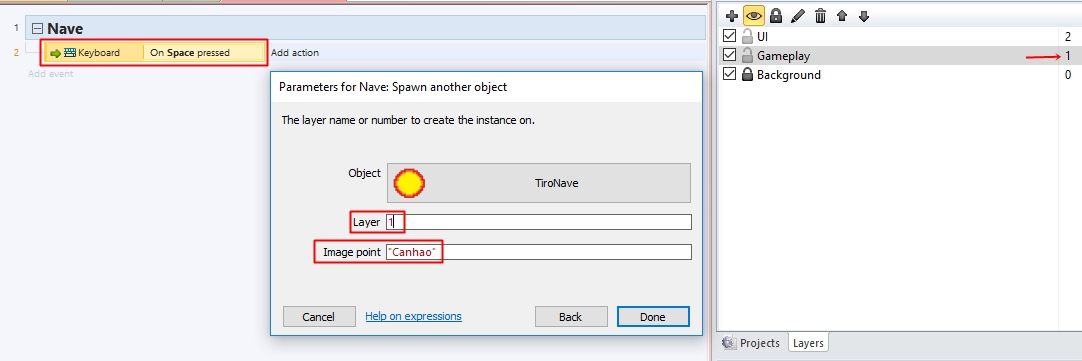 1 Nave
2 Keyboard On Space pressed Add action
Add event
Parameters for Nave: Spawn another object
The layer name or number to create the instance on.
Object TiroNave
Layer 1
Image point "Canhao"
Cancel Help on expressions Back Done
UI 2
Gameplay 1
Background 0
Projects Layers